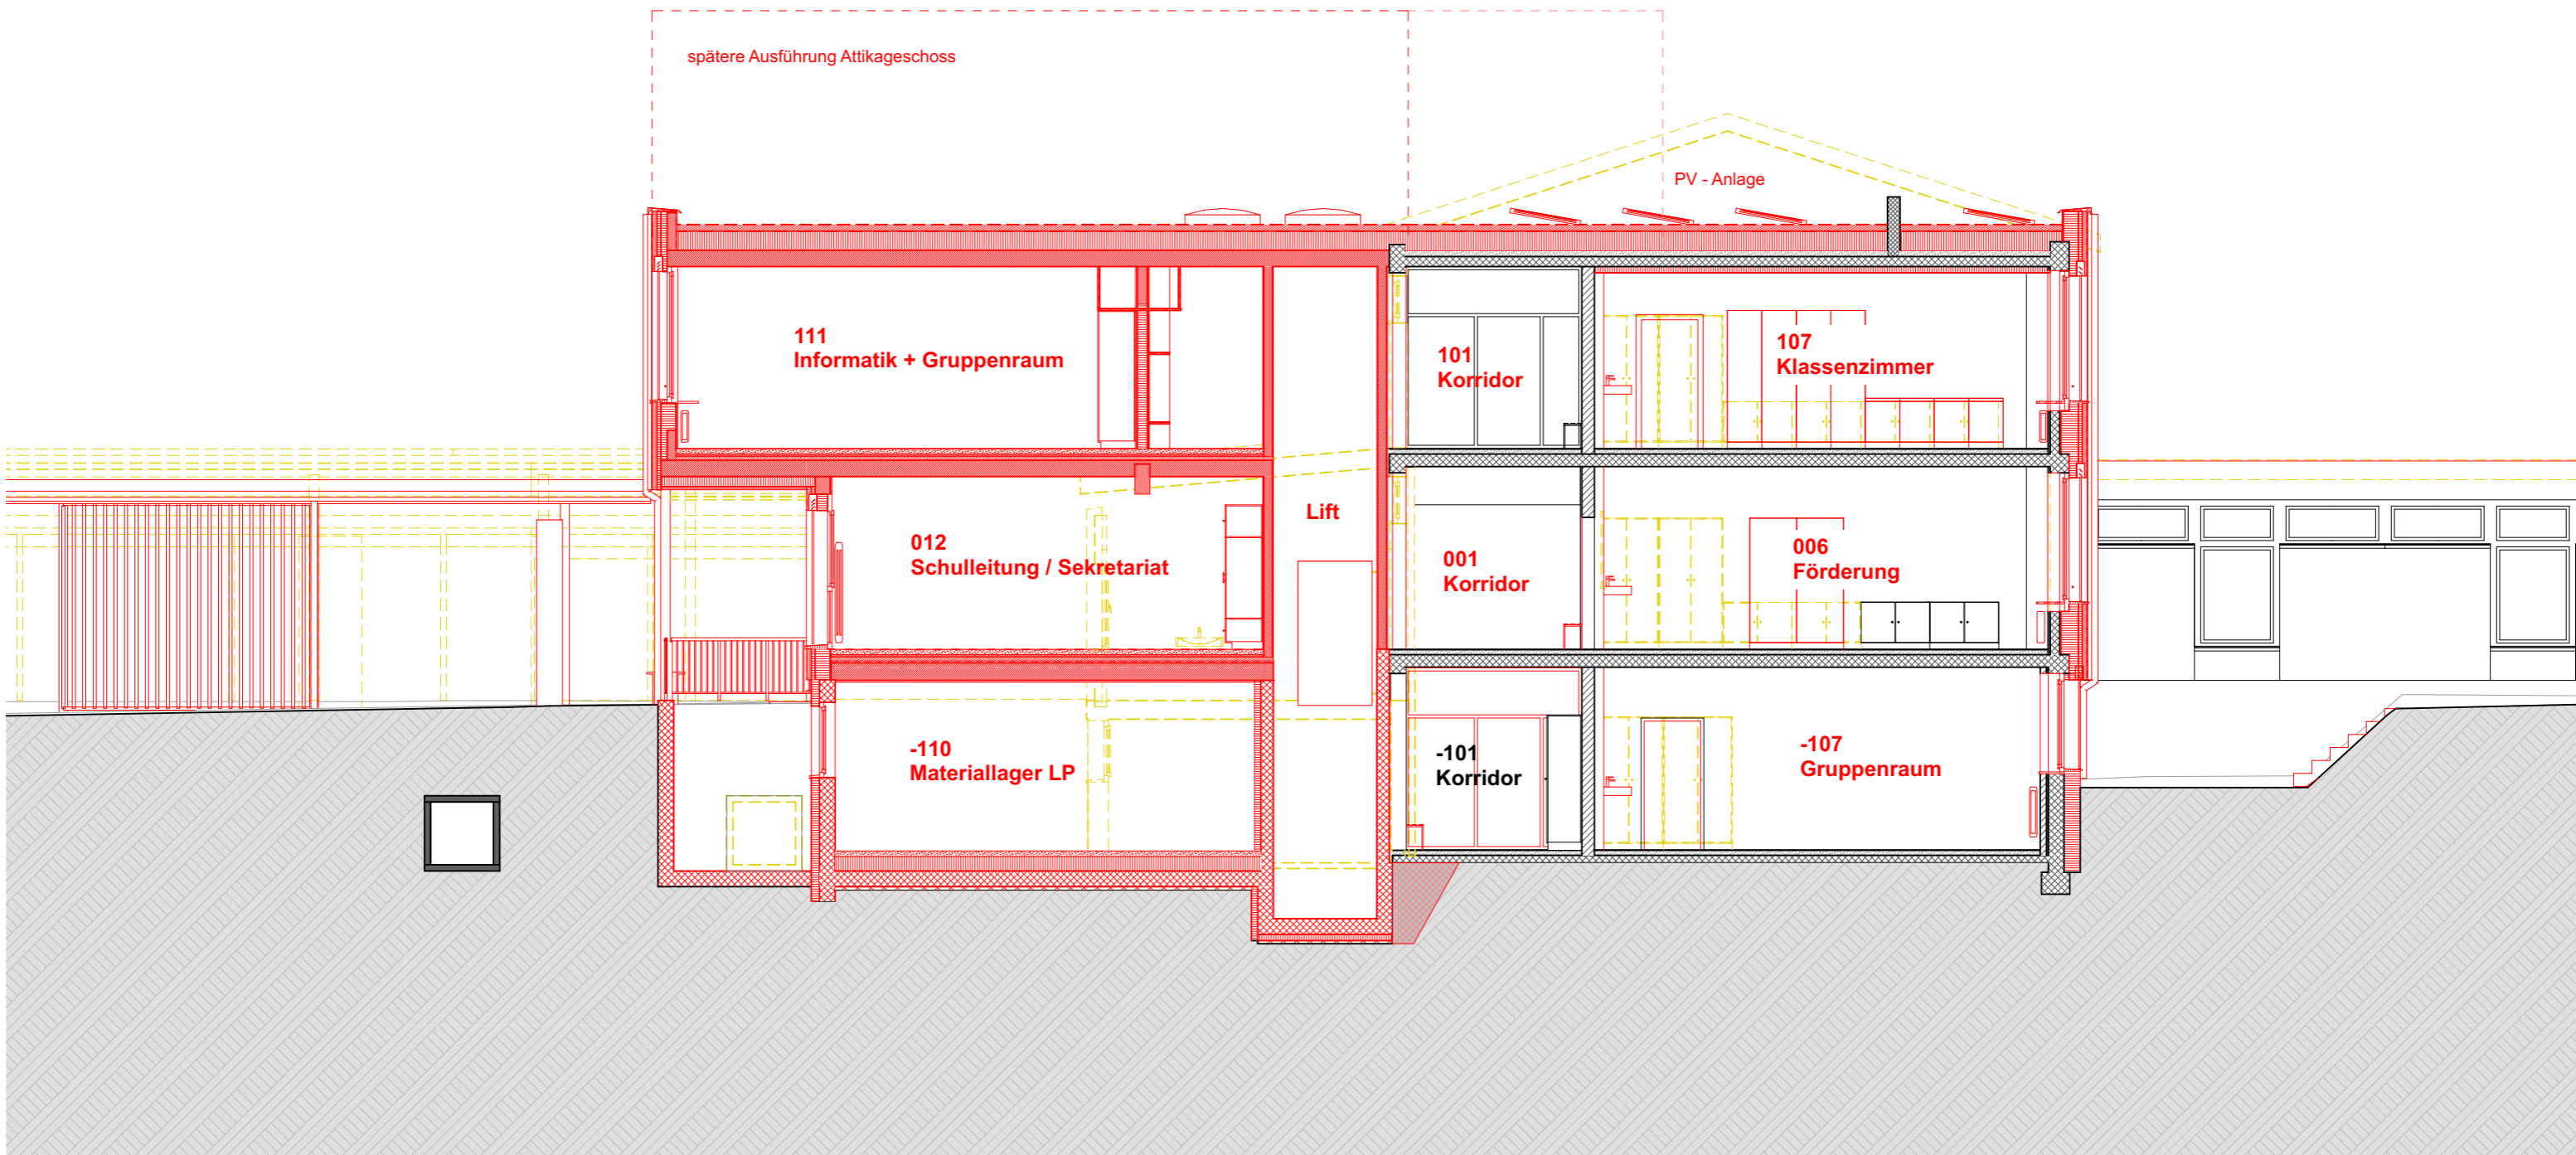 spätere Ausführung Attikageschoss
PV - Anlage
111
Informatik + Gruppenraum
101
Korridor
107
Klassenzimmer
012
Schulleitung / Sekretariat
Lift
001
Korridor
006
Förderung
-110
Materiallager LP
-101
Korridor
-107
Gruppenraum